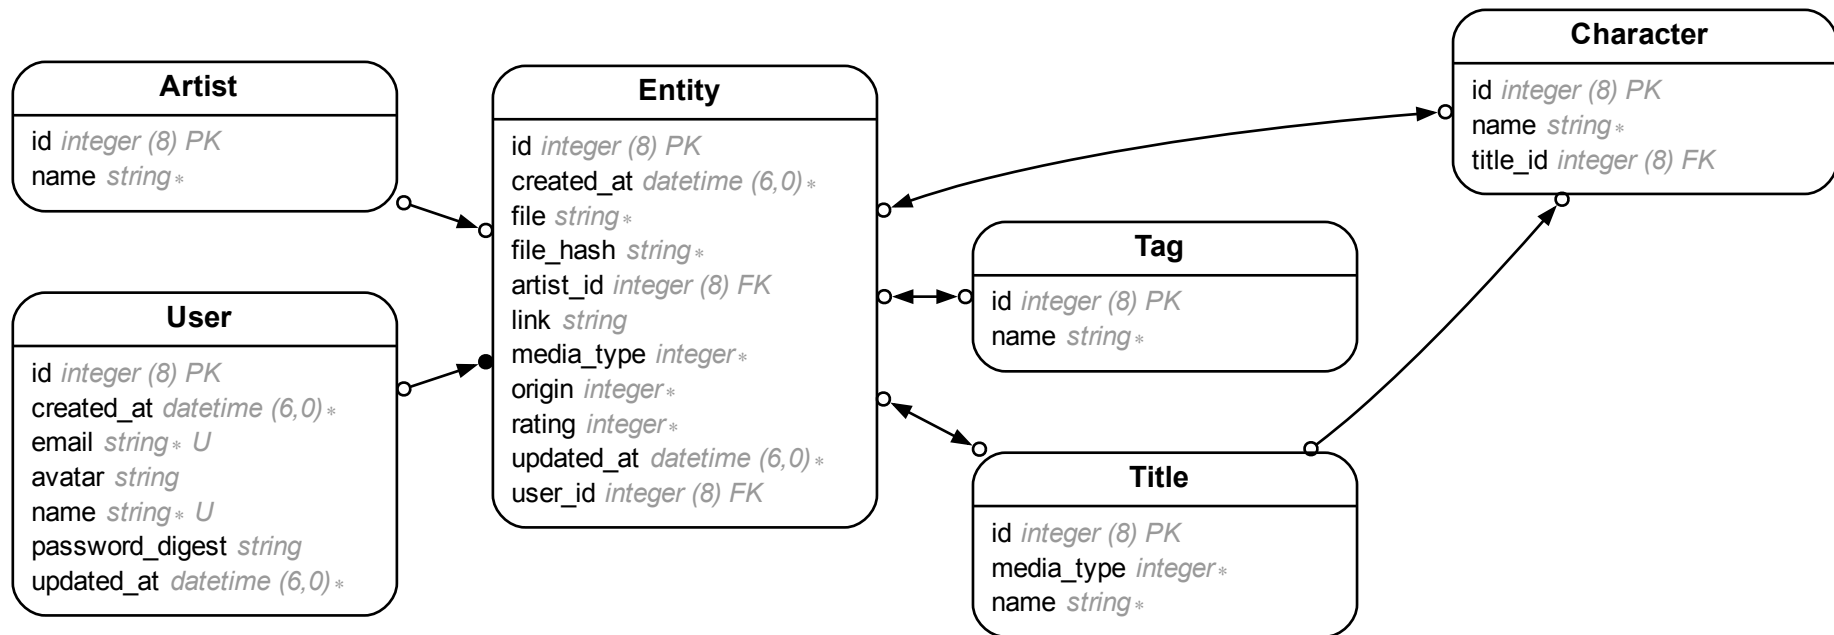 Artist
id integer (8) PK
name string*
User
id integer (8) PK
created_at datetime (6,0)*
email string* U
avatar string
name string* U
password_digest string
updated_at datetime (6,0)*
Entity
id integer (8) PK
created_at datetime (6,0)*
file string*
file_hash string*
artist_id integer (8) FK
link string
media_type integer*
origin integer*
rating integer*
updated_at datetime (6,0)*
user_id integer (8) FK
Character
id integer (8) PK
name string*
title_id integer (8) FK
Tag
id integer (8) PK
name string*
Title
id integer (8) PK
media_type integer*
name string*